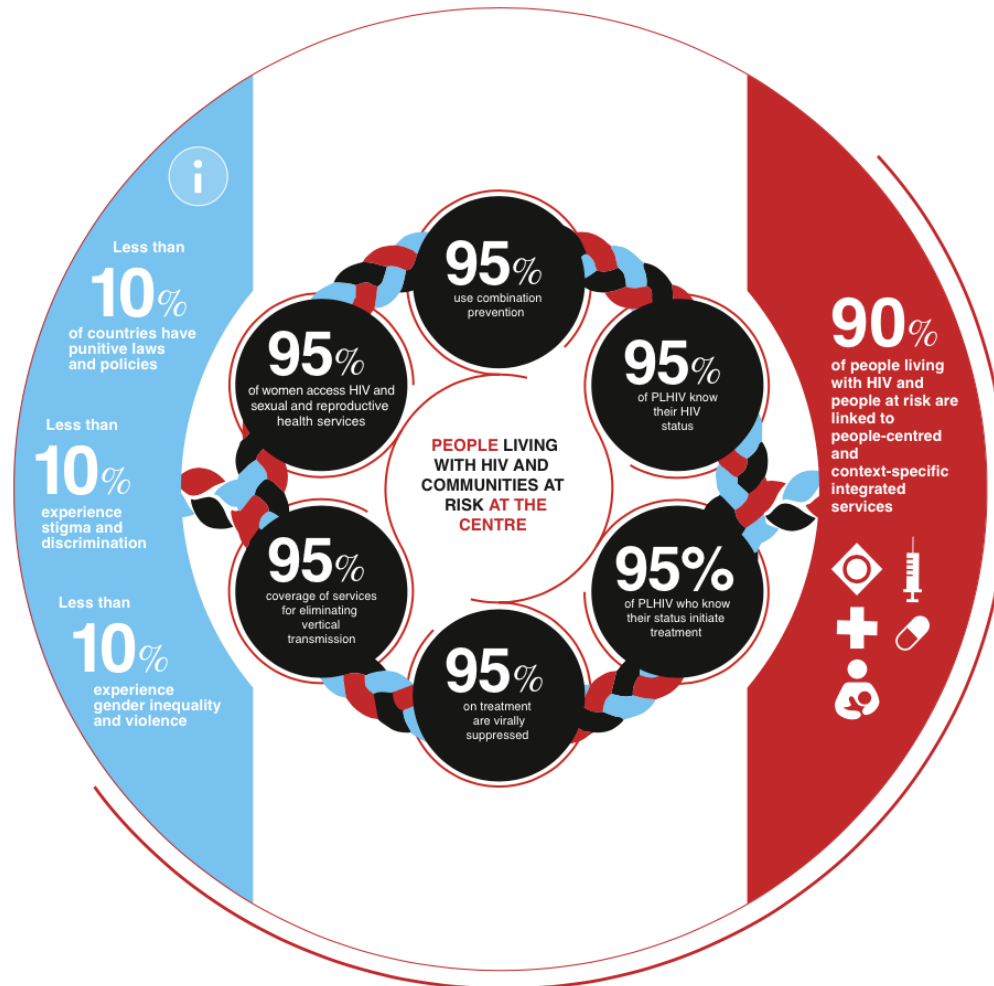 i
Less than
10%
of countries have
punitive laws
and policies
Less than
10%
experience
stigma and
discrimination
Less than
10%
experience
gender inequality
and violence
95%
use combination
prevention
95%
of women access HIV and
sexual and reproductive
health services
95%
of PLHIV know
their HIV
status
PEOPLE LIVING
WITH HIV AND
COMMUNITIES AT
RISK AT THE
CENTRE
95%
coverage of services
for eliminating
vertical
transmission
95%
of PLHIV who know
their status initiate
treatment
95%
on treatment
are virally
suppressed
90%
of people living
with HIV and
people at risk are
linked to
people-centred
and
context-specific
integrated
services